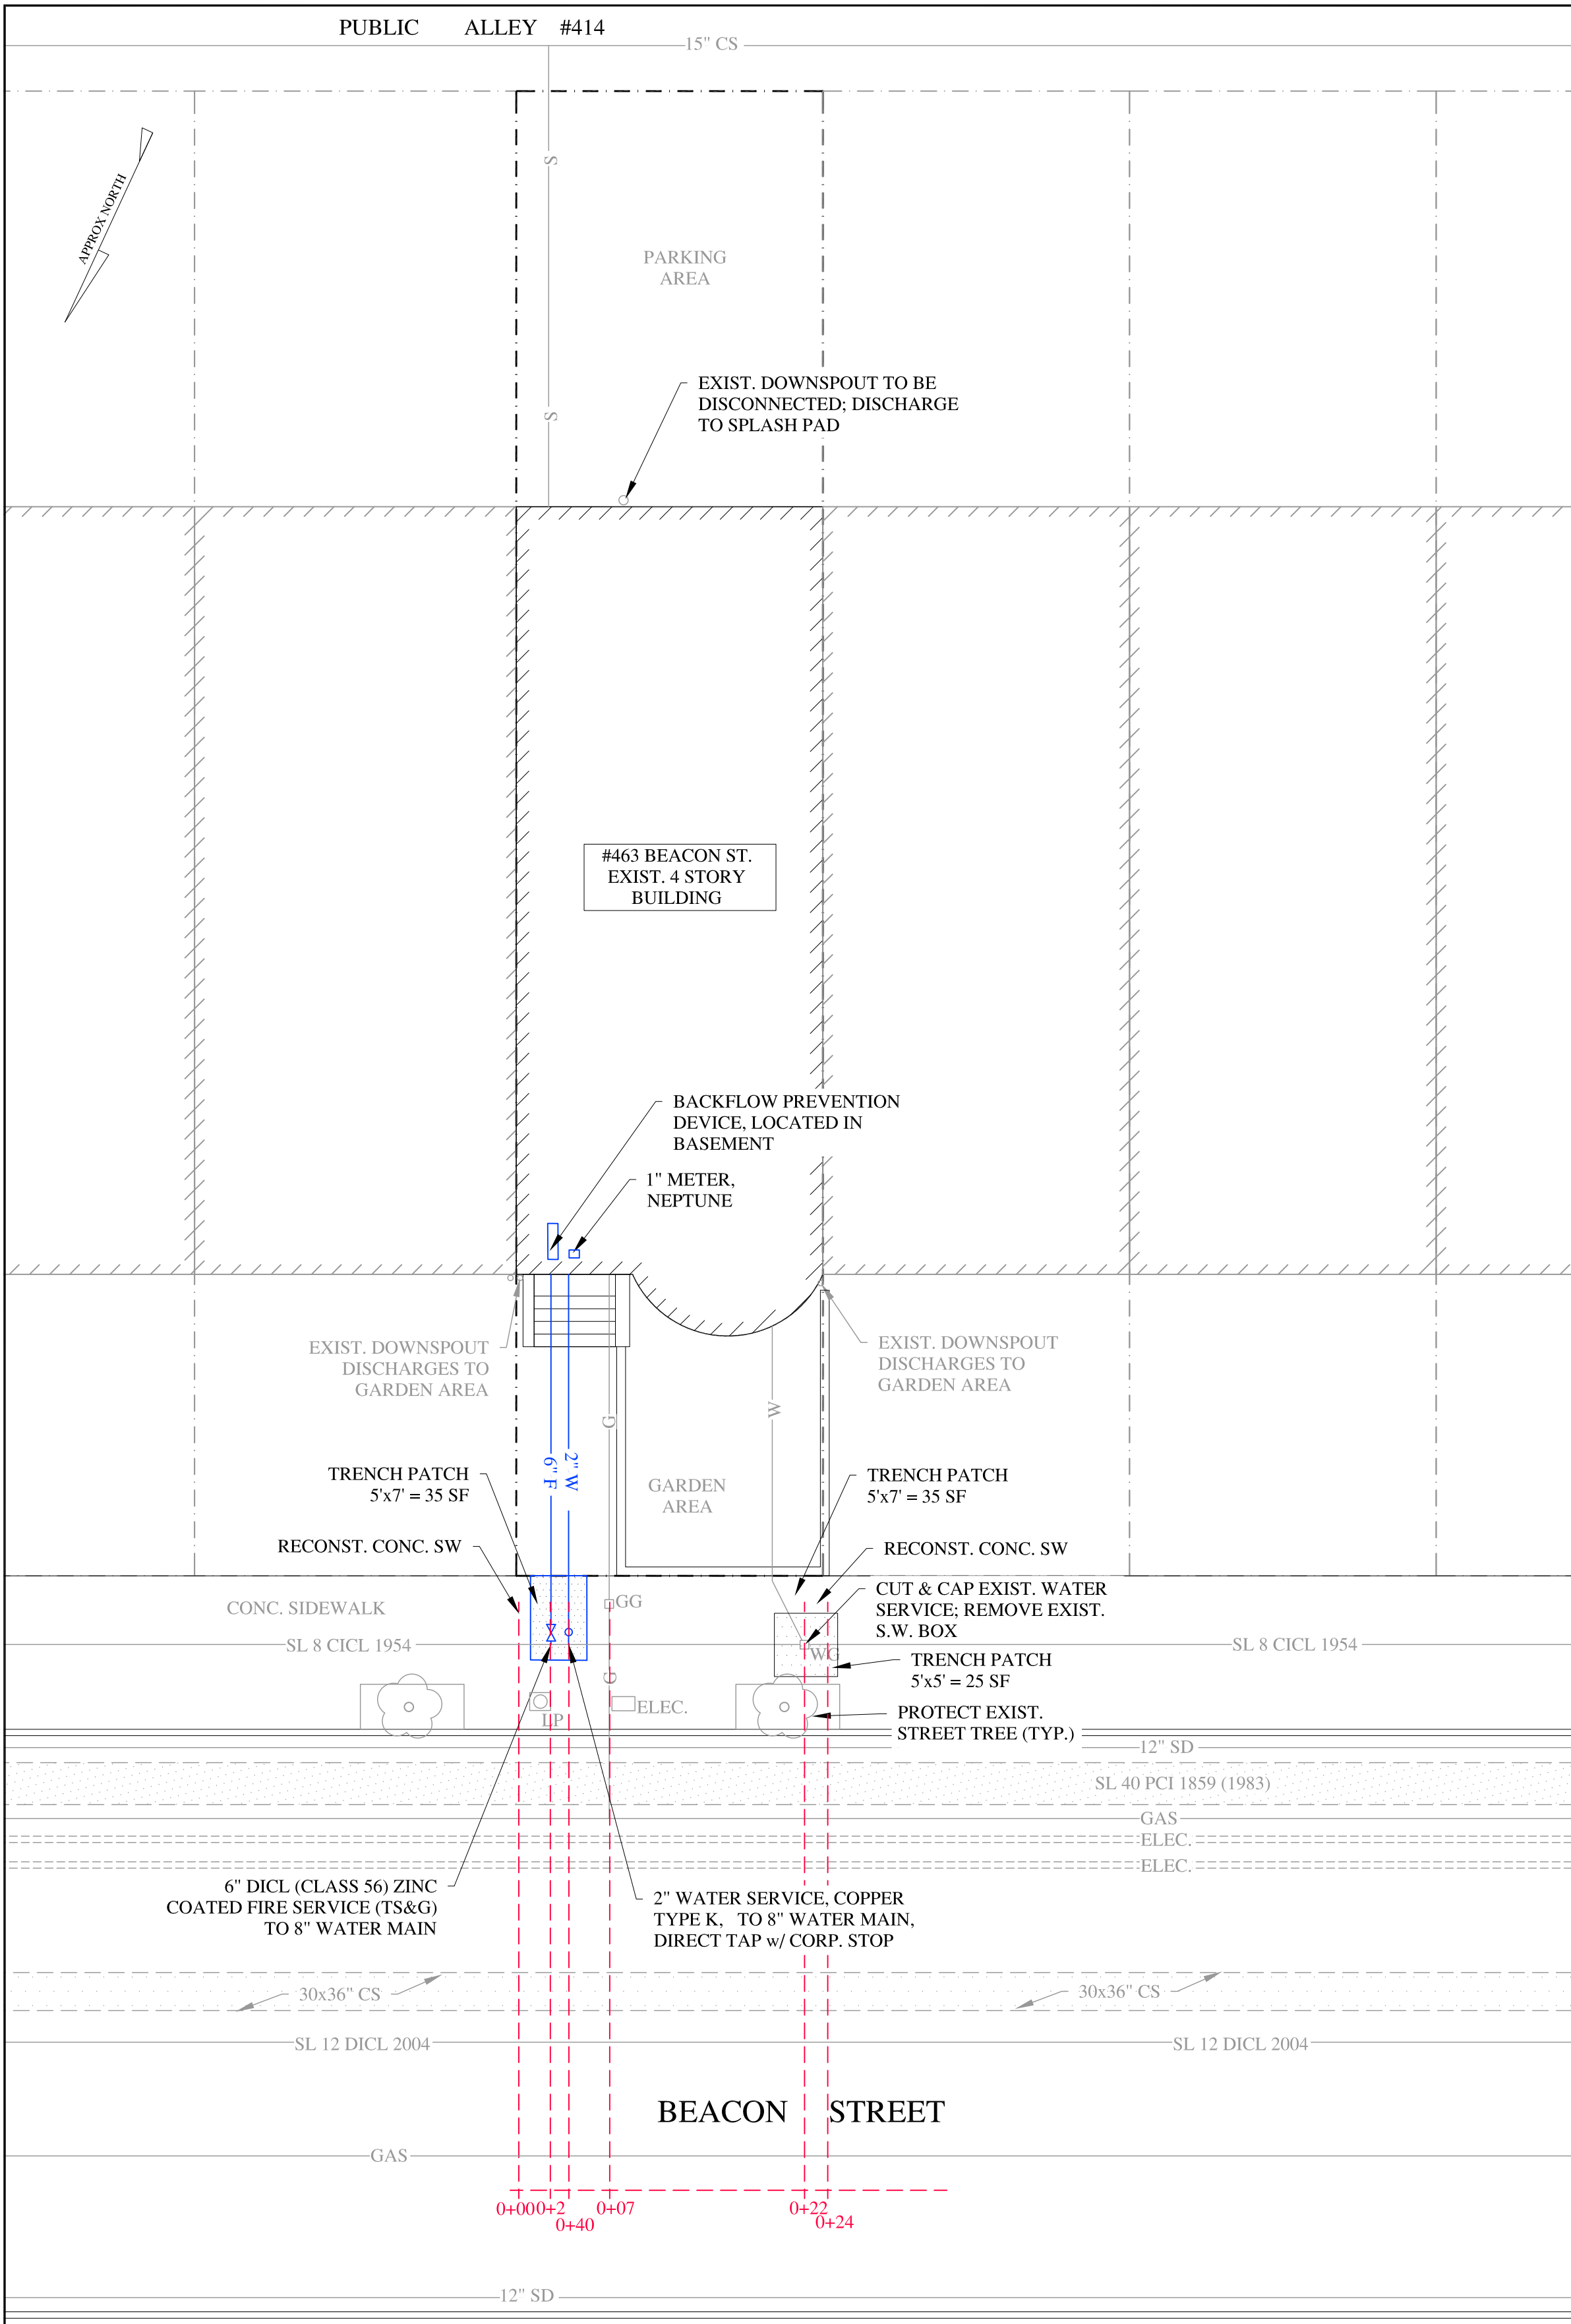 PUBLIC ALLEY #414
15" CS
APPROX NORTH
S
PARKING
AREA
EXIST. DOWNSPOUT TO BE
DISCONNECTED; DISCHARGE
TO SPLASH PAD
S
#463 BEACON ST.
EXIST. 4 STORY
BUILDING
BACKFLOW PREVENTION
DEVICE, LOCATED IN
BASEMENT
1" METER,
NEPTUNE
EXIST. DOWNSPOUT
DISCHARGES TO
GARDEN AREA
EXIST. DOWNSPOUT
DISCHARGES TO
GARDEN AREA
G
W
6" F
2" W
TRENCH PATCH
5'x7' = 35 SF
GARDEN
AREA
TRENCH PATCH
5'x7' = 35 SF
RECONST. CONC. SW
RECONST. CONC. SW
CONC. SIDEWALK
GG
CUT & CAP EXIST. WATER
SERVICE; REMOVE EXIST.
S.W. BOX
SL 8 CICL 1954
WG
SL 8 CICL 1954
TRENCH PATCH
5'x5' = 25 SF
G
LP
ELEC.
PROTECT EXIST.
STREET TREE (TYP.)
12" SD
SL 40 PCI 1859 (1983)
GAS
ELEC.
ELEC.
6" DICL (CLASS 56) ZINC
COATED FIRE SERVICE (TS&G)
TO 8" WATER MAIN
2" WATER SERVICE, COPPER
TYPE K, TO 8" WATER MAIN,
DIRECT TAP w/ CORP. STOP
30x36" CS
30x36" CS
SL 12 DICL 2004
SL 12 DICL 2004
BEACON STREET
GAS
0+00
0+2
0+40
0+07
0+22
0+24
12" SD